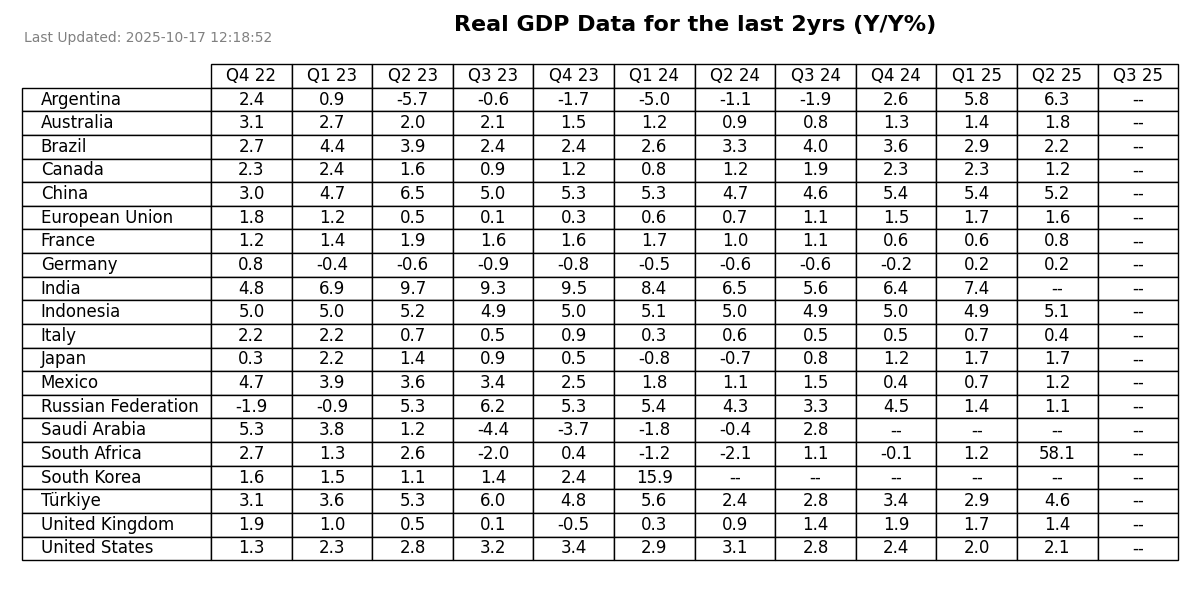 Real GDP Data for the last 2yrs (Y/Y%)
Last Updated: 2025-10-17 12:18:52
Q4 22 Q1 23 Q2 23 Q3 23 Q4 23 Q1 24 Q2 24 Q3 24 Q4 24 Q1 25 Q2 25 Q3 25
Argentina 2.4 0.9 -5.7 -0.6 -1.7 -5.0 -1.1 -1.9 2.6 5.8 6.3 --
Australia 3.1 2.7 2.0 2.1 1.5 1.2 0.9 0.8 1.3 1.4 1.8 --
Brazil 2.7 4.4 3.9 2.4 2.4 2.6 3.3 4.0 3.6 2.9 2.2 --
Canada 2.3 2.4 1.6 0.9 1.2 0.8 1.2 1.9 2.3 2.3 1.2 --
China 3.0 4.7 6.5 5.0 5.3 5.3 4.7 4.6 5.4 5.4 5.2 --
European Union 1.8 1.2 0.5 0.1 0.3 0.6 0.7 1.1 1.5 1.7 1.6 --
France 1.2 1.4 1.9 1.6 1.6 1.7 1.0 1.1 0.6 0.6 0.8 --
Germany 0.8 -0.4 -0.6 -0.9 -0.8 -0.5 -0.6 -0.6 -0.2 0.2 0.2 --
India 4.8 6.9 9.7 9.3 9.5 8.4 6.5 5.6 6.4 7.4 -- --
Indonesia 5.0 5.0 5.2 4.9 5.0 5.1 5.0 4.9 5.0 4.9 5.1 --
Italy 2.2 2.2 0.7 0.5 0.9 0.3 0.6 0.5 0.5 0.7 0.4 --
Japan 0.3 2.2 1.4 0.9 0.5 -0.8 -0.7 0.8 1.2 1.7 1.7 --
Mexico 4.7 3.9 3.6 3.4 2.5 1.8 1.1 1.5 0.4 0.7 1.2 --
Russian Federation -1.9 -0.9 5.3 6.2 5.3 5.4 4.3 3.3 4.5 1.4 1.1 --
Saudi Arabia 5.3 3.8 1.2 -4.4 -3.7 -1.8 -0.4 2.8 -- -- -- --
South Africa 2.7 1.3 2.6 -2.0 0.4 -1.2 -2.1 1.1 -0.1 1.2 58.1 --
South Korea 1.6 1.5 1.1 1.4 2.4 15.9 -- -- -- -- -- --
Türkiye 3.1 3.6 5.3 6.0 4.8 5.6 2.4 2.8 3.4 2.9 4.6 --
United Kingdom 1.9 1.0 0.5 0.1 -0.5 0.3 0.9 1.4 1.9 1.7 1.4 --
United States 1.3 2.3 2.8 3.2 3.4 2.9 3.1 2.8 2.4 2.0 2.1 --